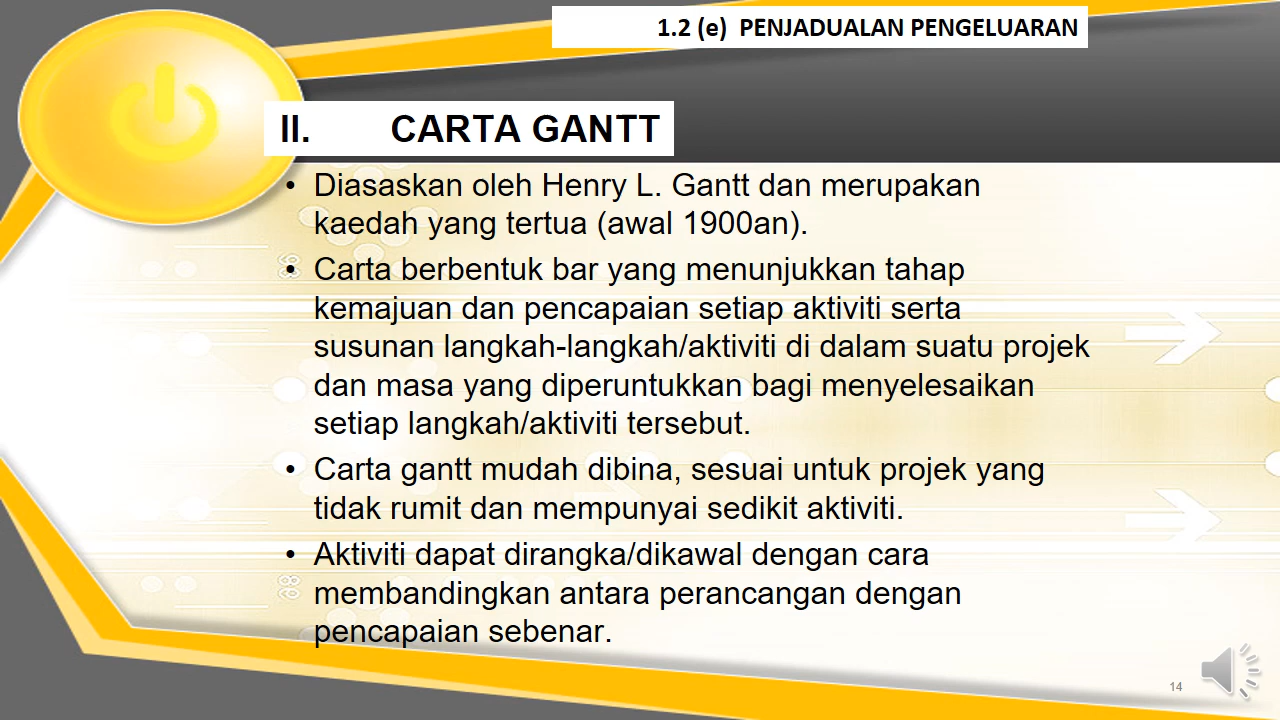 1.2 (e) PENJADUALAN PENGELUARAN
II. CARTA GANTT
• Diasaskan oleh Henry L. Gantt dan merupakan
kaedah yang tertua (awal 1900an).
• Carta berbentuk bar yang menunjukkan tahap
kemajuan dan pencapaian setiap aktiviti serta
susunan langkah-langkah/aktiviti di dalam suatu projek
dan masa yang diperuntukkan bagi menyelesaikan
setiap langkah/aktiviti tersebut.
• Carta gantt mudah dibina, sesuai untuk projek yang
tidak rumit dan mempunyai sedikit aktiviti.
• Aktiviti dapat dirangka/dikawal dengan cara
membandingkan antara perancangan dengan
pencapaian sebenar.
14